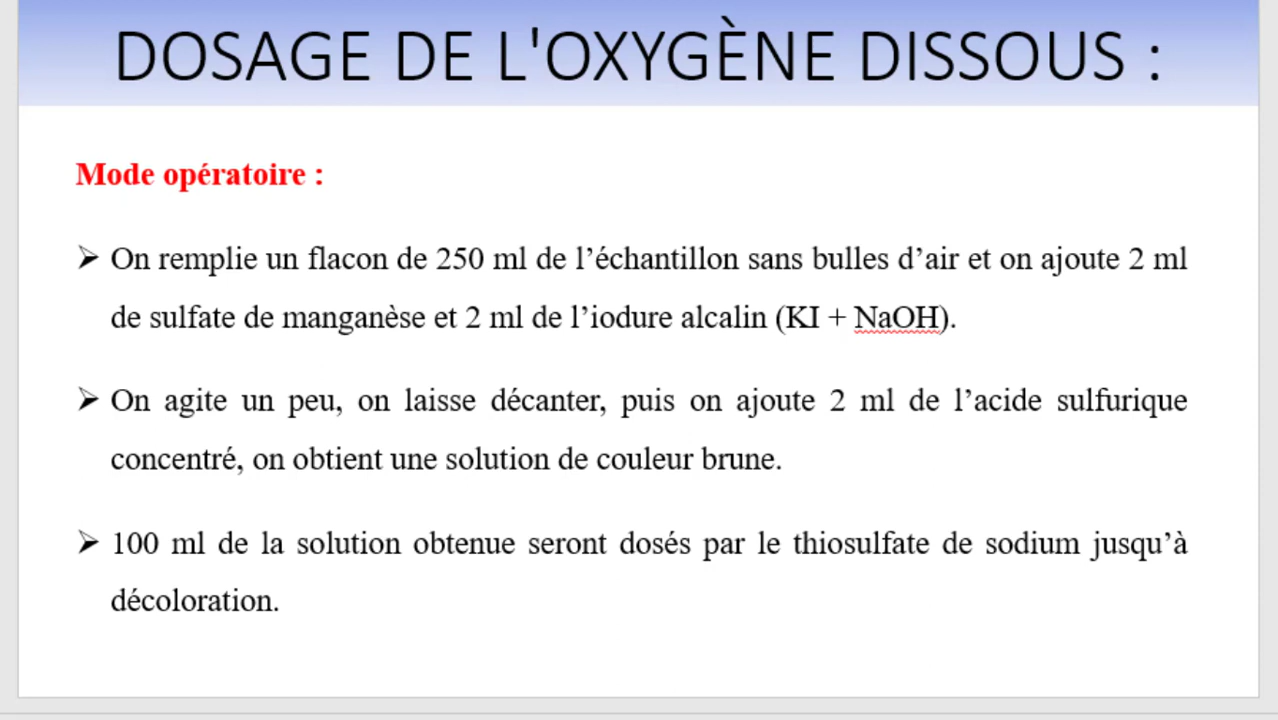 DOSAGE DE L'OXYGÈNE DISSOUS :
Mode opératoire :
➢ On remplie un flacon de 250 ml de l’échantillon sans bulles d’air et on ajoute 2 ml
de sulfate de manganèse et 2 ml de l’iodure alcalin (KI + NaOH).
➢ On agite un peu, on laisse décanter, puis on ajoute 2 ml de l’acide sulfurique
concentré, on obtient une solution de couleur brune.
➢ 100 ml de la solution obtenue seront dosés par le thiosulfate de sodium jusqu’à
décoloration.